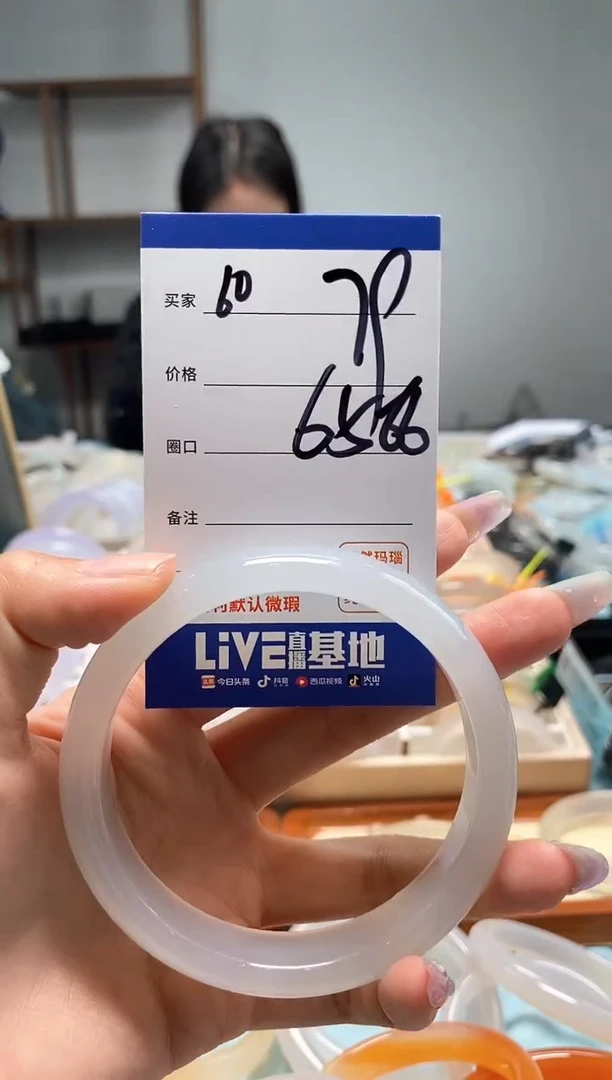 买家 60
价格
圈口
备注
然玛瑙
默认微瑕
LiVE直播基地
今日头条 抖音 西瓜视频 火山